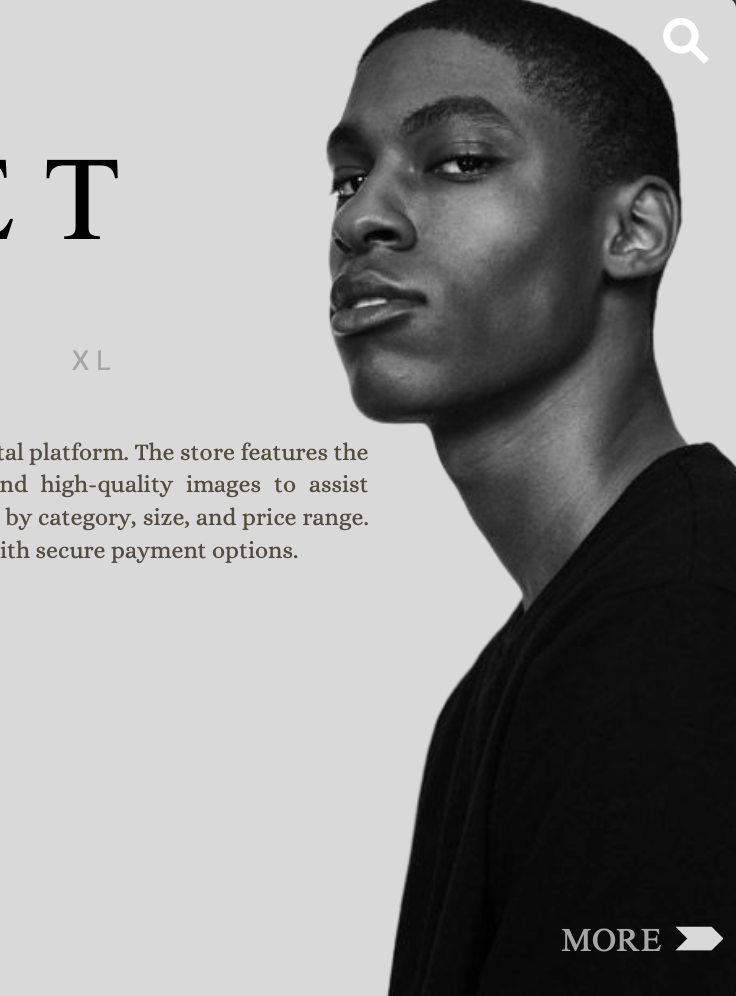 ET
XL
tal platform. The store features the
nd high-quality images to assist
by category, size, and price range.
ith secure payment options.
MORE